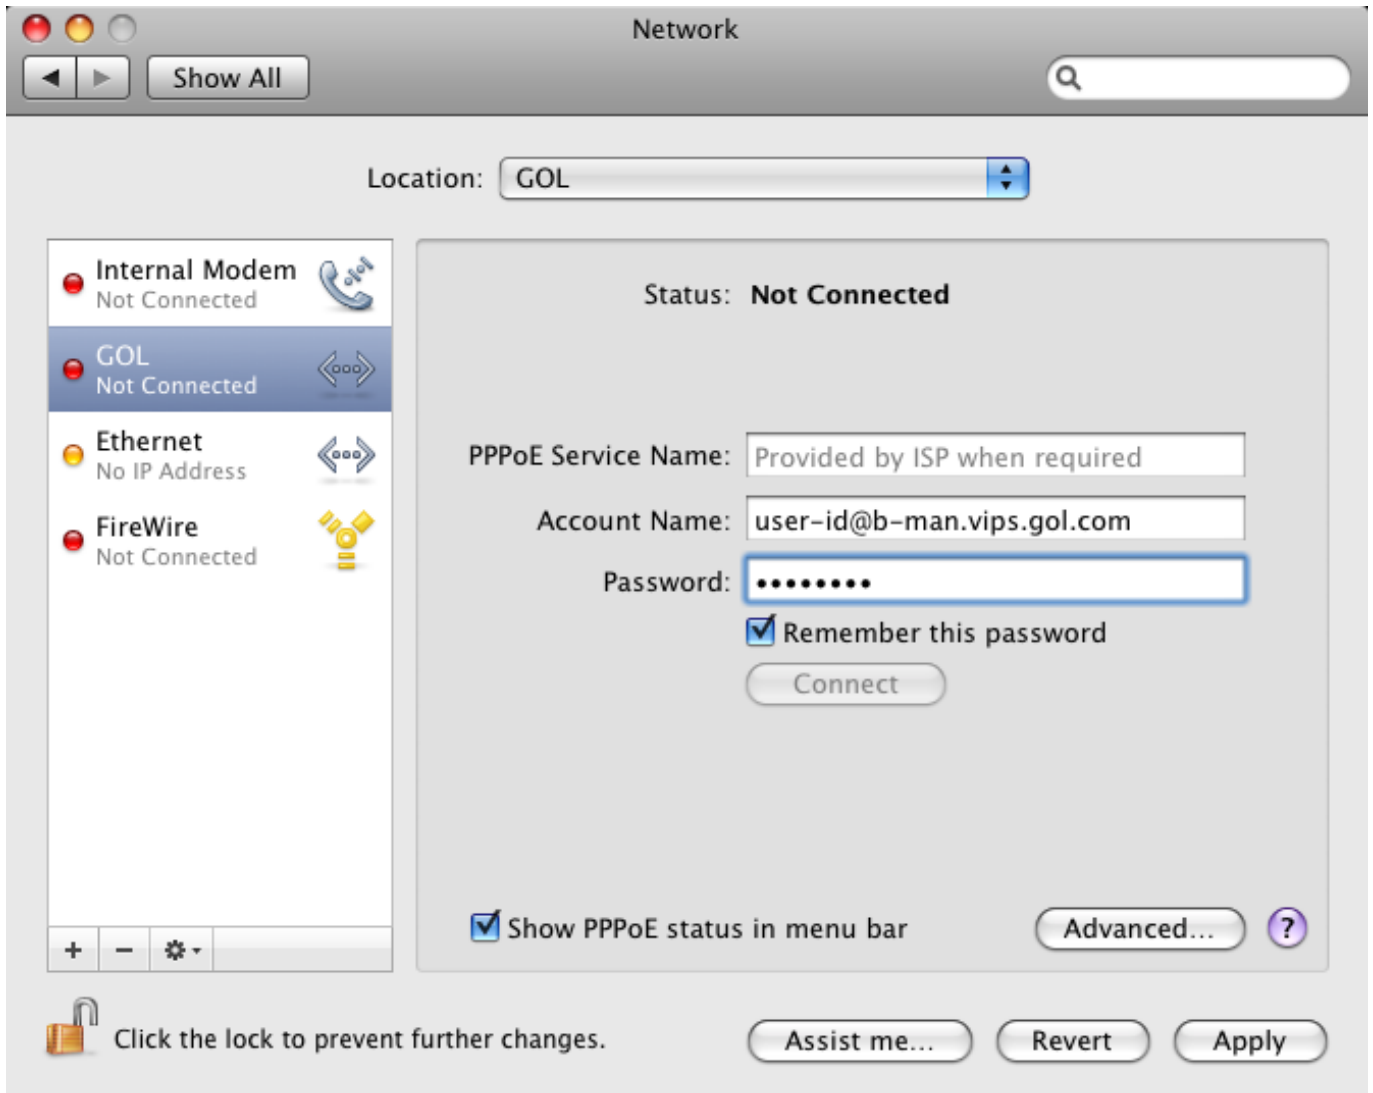 Network
Show All
Location: GOL
Internal Modem
Not Connected
GOL
Not Connected
Ethernet
No IP Address
FireWire
Not Connected
Status: Not Connected
PPPoE Service Name: Provided by ISP when required
Account Name: user-id@b-man.vips.gol.com
Password: ••••••••
Remember this password
Connect
Show PPPoE status in menu bar
Advanced... ?
Click the lock to prevent further changes.
Assist me... Revert Apply